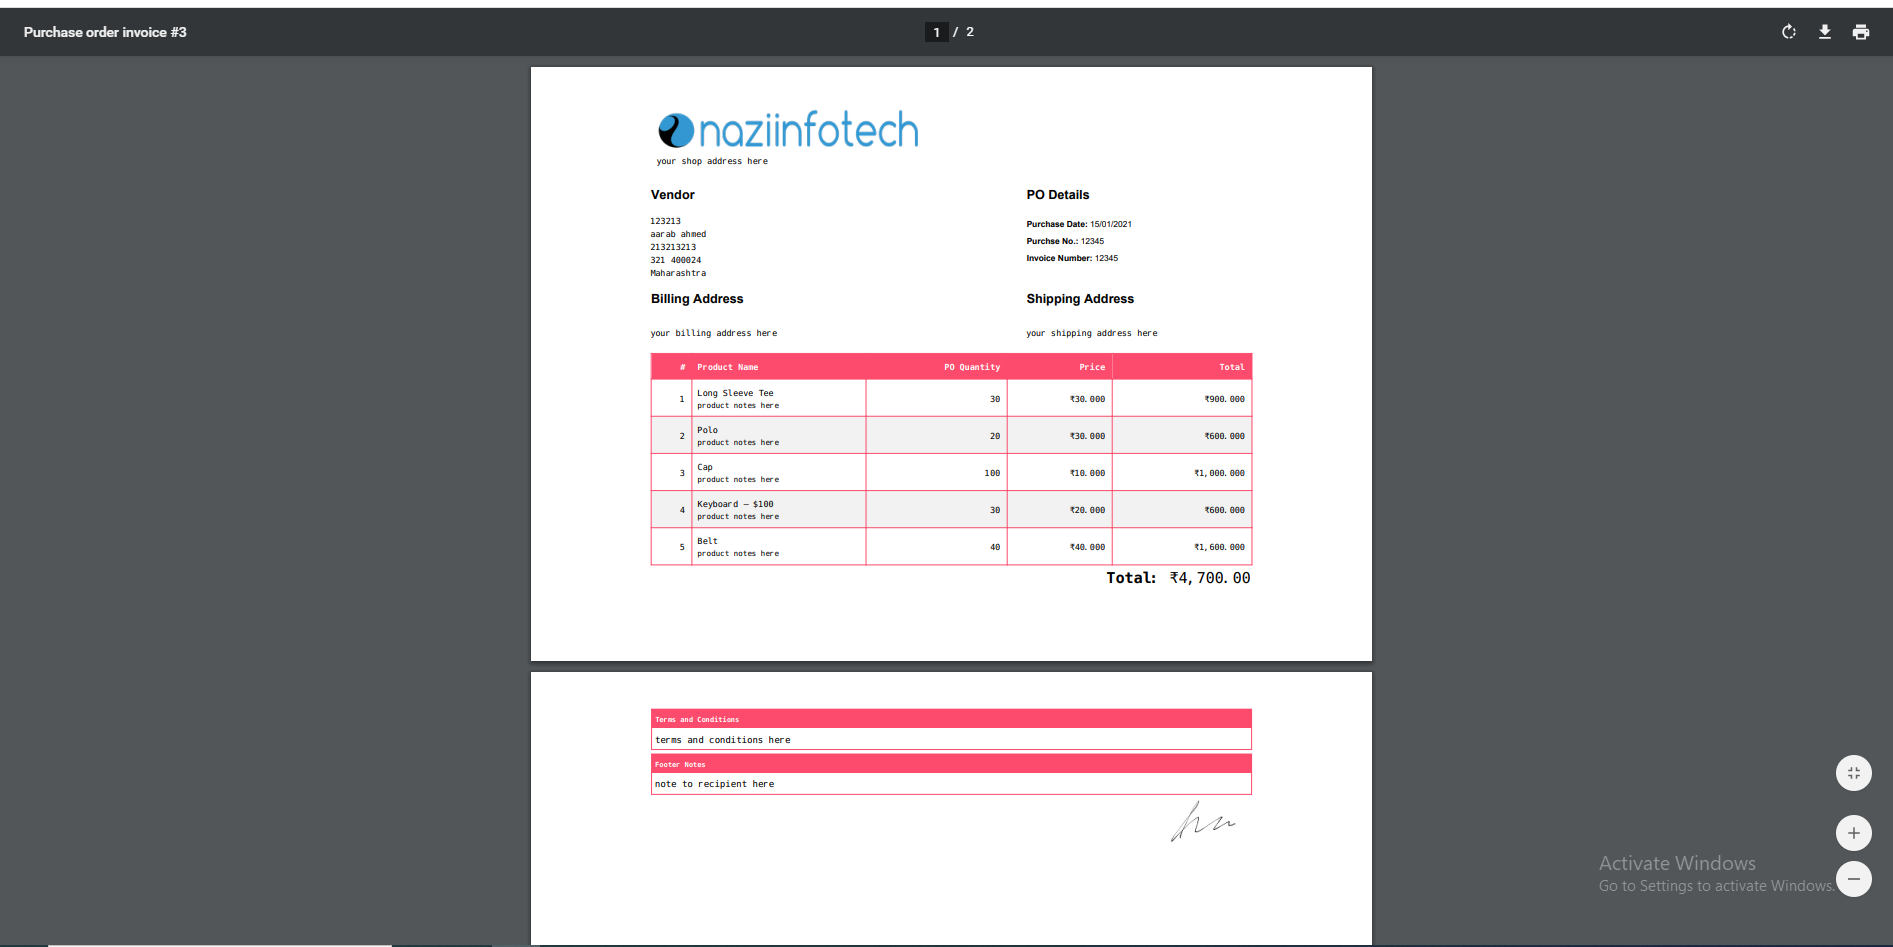 Purchase order invoice #3
1 / 2
naziinfotech
your shop address here
Vendor
PO Details
123213
aarab ahmed
213213213
321 400024
Maharashtra
Purchase Date: 15/01/2021
Purchse No.: 12345
Invoice Number: 12345
Billing Address
Shipping Address
your billing address here
your shipping address here
# Product Name PO Quantity Price Total
1 Long Sleeve Tee 30 ₹30.000 ₹900.000
product notes here
2 Polo 20 ₹30.000 ₹600.000
product notes here
3 Cap 100 ₹10.000 ₹1,000.000
product notes here
4 Keyboard – $100 30 ₹20.000 ₹600.000
product notes here
5 Belt 40 ₹40.000 ₹1,600.000
product notes here
Total: ₹4,700.00
Terms and Conditions
terms and conditions here
Footer Notes
note to recipient here
Activate Windows
Go to Settings to activate Windows.